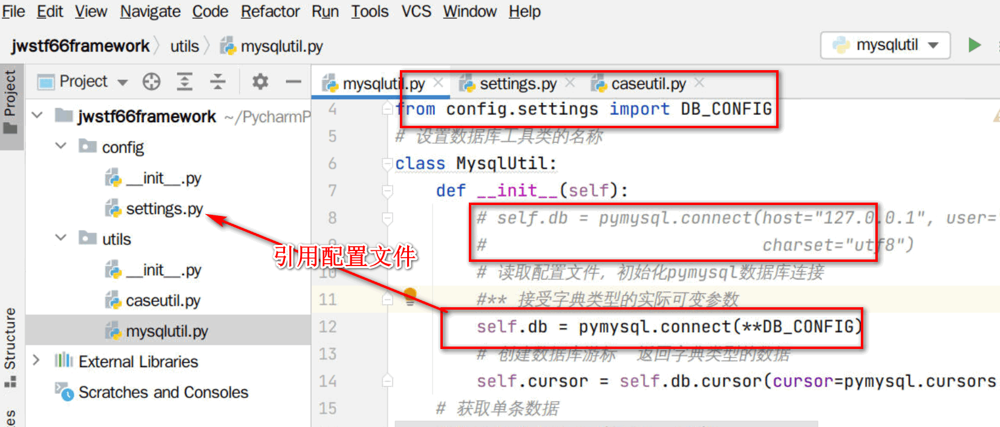 File Edit View Navigate Code Refactor Run Tools VCS Window Help
jwstf66framework utils mysqlutil.py
mysqlutil
Project
Project
mysqlutil.py settings.py caseutil.py
jwstf66framework ~/PycharmP
config
__init__.py
settings.py
utils
__init__.py
caseutil.py
mysqlutil.py
External Libraries
Scratches and Consoles
Structure
引用配置文件
4 from config.settings import DB_CONFIG
5 # 设置数据库工具类的名称
6 class MysqlUtil:
7 def __init__(self):
8 # self.db = pymysql.connect(host="127.0.0.1", user="
9 # charset="utf8")
10 # 读取配置文件，初始化pymysql数据库连接
11 #** 接受字典类型的实际可变参数
12 self.db = pymysql.connect(**DB_CONFIG)
13 # 创建数据库游标 返回字典类型的数据
14 self.cursor = self.db.cursor(cursor=pymysql.cursors
15 # 获取单条数据